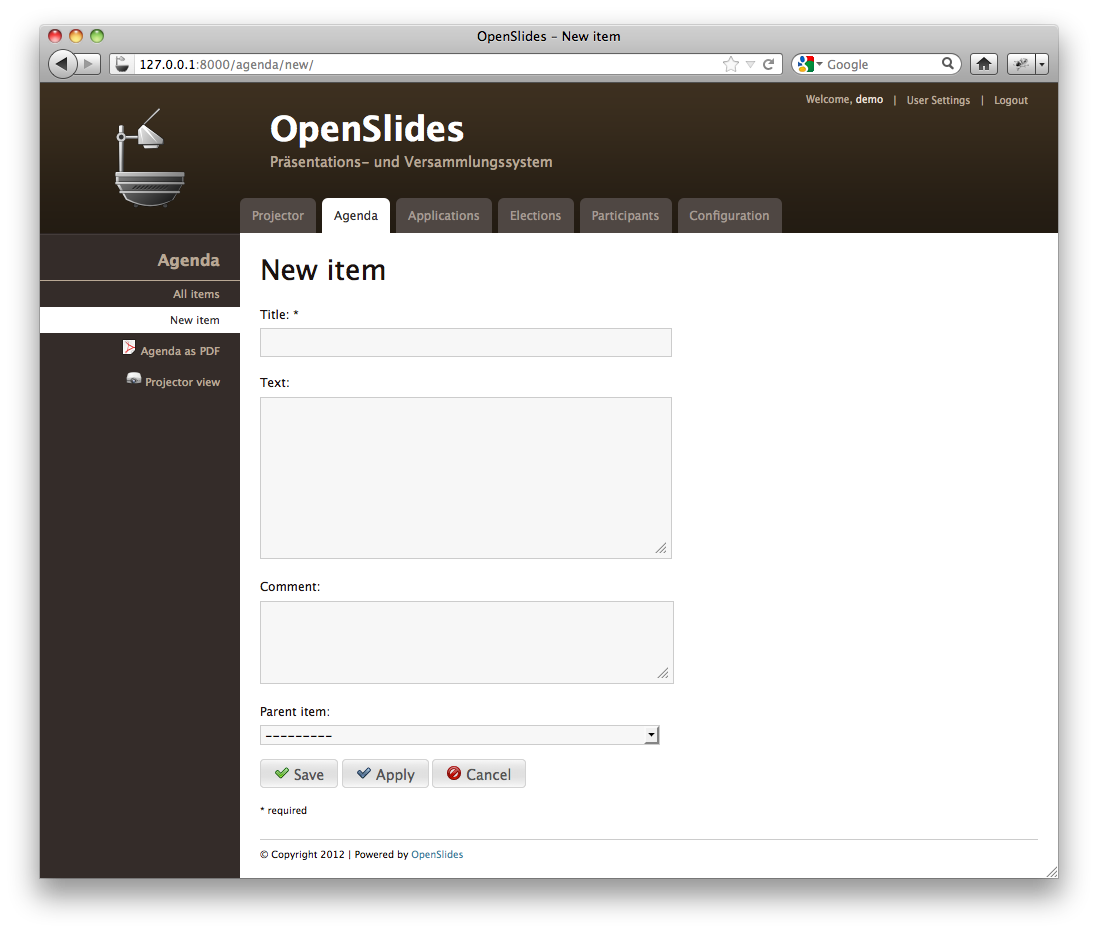 OpenSlides – New item
127.0.0.1:8000/agenda/new/
Google
Welcome, demo | User Settings | Logout
OpenSlides
Präsentations- und Versammlungssystem
Projector Agenda Applications Elections Participants Configuration
Agenda
All items
New item
Agenda as PDF
Projector view
New item
Title: *
Text:
Comment:
Parent item:
---------
Save Apply Cancel
* required
© Copyright 2012 | Powered by OpenSlides